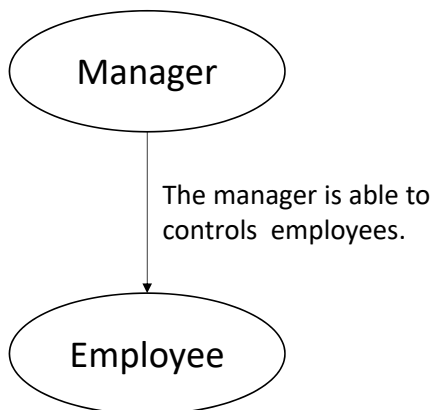 Manager
The manager is able to
controls  employees.
Employee